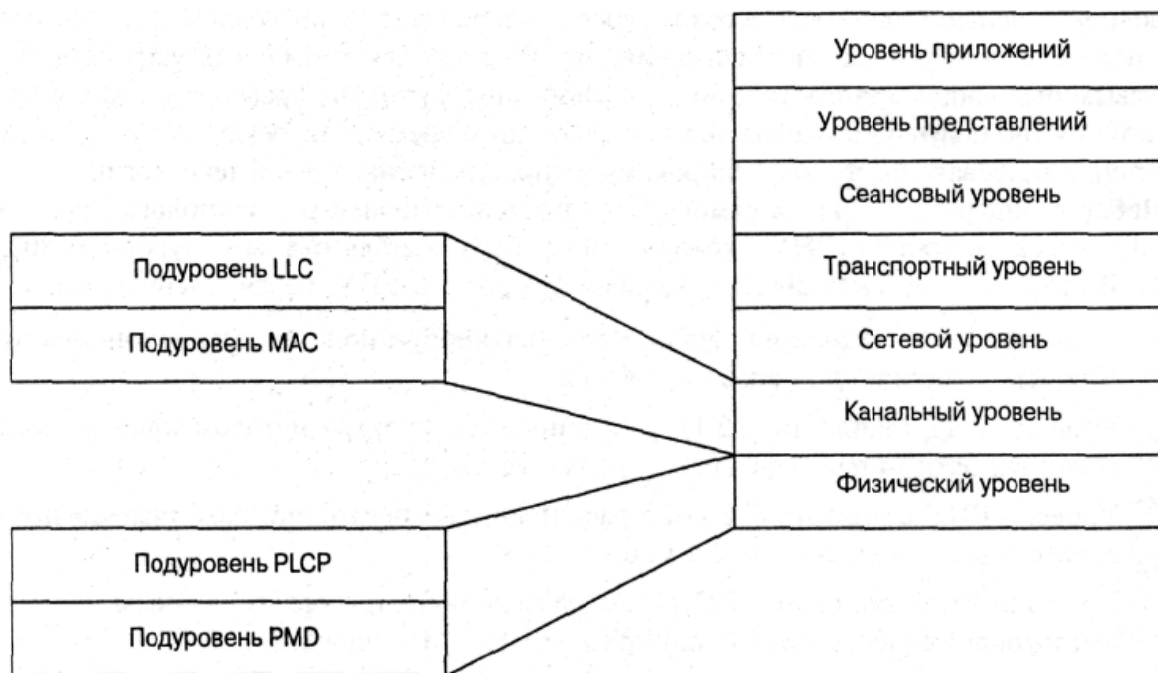 Уровень приложений
Уровень представлений
Сеансовый уровень
Транспортный уровень
Сетевой уровень
Канальный уровень
Физический уровень
Подуровень LLC
Подуровень MAC
Подуровень PLCP
Подуровень PMD